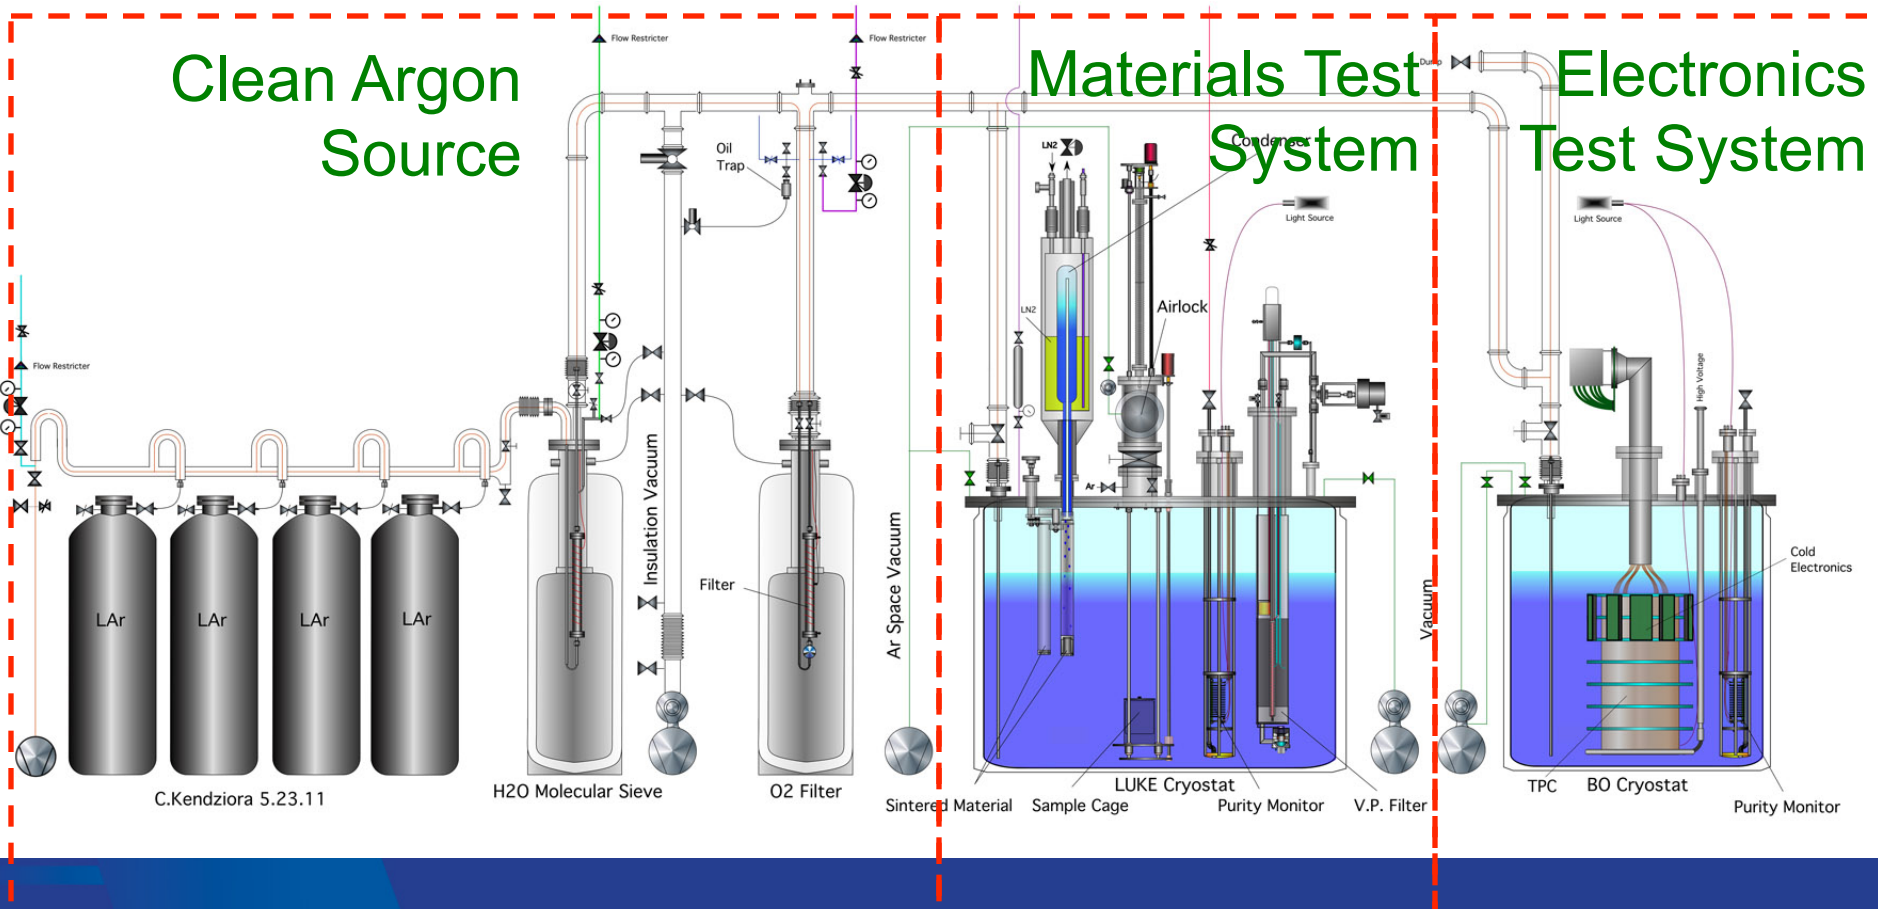 Clean Argon
Source
Materials Test
System
Electronics
Test System
Flow Restricter
Flow Restricter
Dump
Oil
Trap
LN2
Condenser
Light Source
Light Source
LN2
Airlock
Flow Restricter
High Voltage
Insulation Vacuum
Ar
Ar Space Vacuum
Filter
Vacuum
Cold
Electronics
LAr
LAr
LAr
LAr
C.Kendziora 5.23.11
H2O Molecular Sieve
O2 Filter
LUKE Cryostat
TPC
BO Cryostat
Sintered Material
Sample Cage
Purity Monitor
V.P. Filter
Purity Monitor